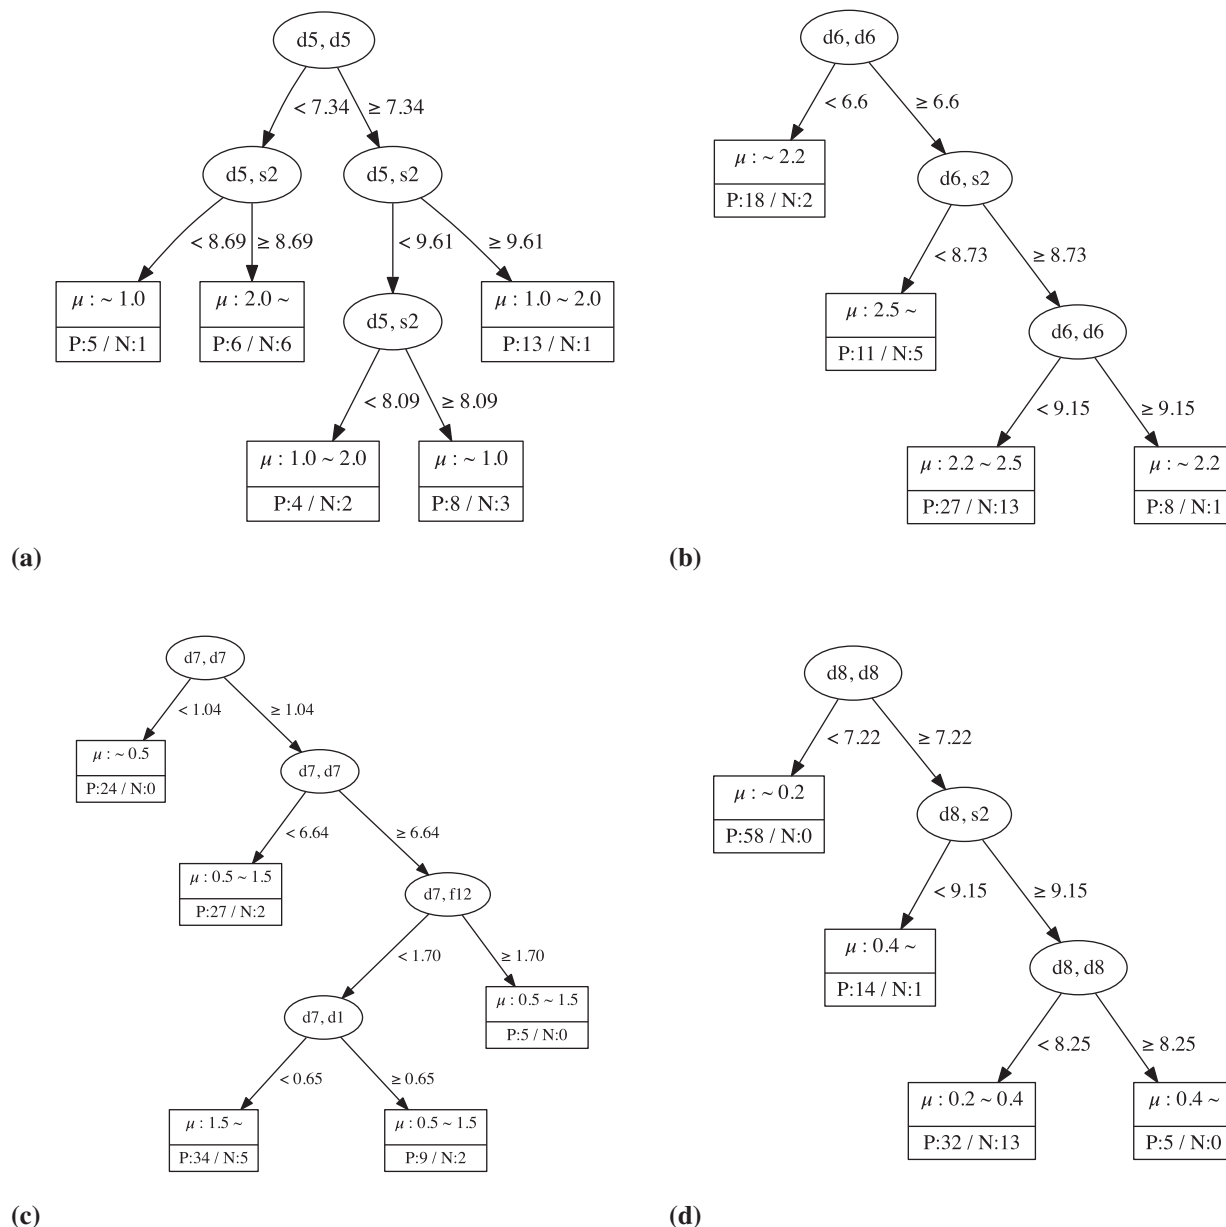 d5, d5
< 7.34
≥ 7.34
d5, s2
d5, s2
< 8.69
≥ 8.69
< 9.61
≥ 9.61
μ : ~ 1.0
P:5 / N:1
μ : 2.0 ~
P:6 / N:6
d5, s2
μ : 1.0 ~ 2.0
P:13 / N:1
< 8.09
≥ 8.09
μ : 1.0 ~ 2.0
P:4 / N:2
μ : ~ 1.0
P:8 / N:3
(a)
d6, d6
< 6.6
≥ 6.6
μ : ~ 2.2
P:18 / N:2
d6, s2
< 8.73
≥ 8.73
μ : 2.5 ~
P:11 / N:5
d6, d6
< 9.15
≥ 9.15
μ : 2.2 ~ 2.5
P:27 / N:13
μ : ~ 2.2
P:8 / N:1
(b)
d7, d7
< 1.04
≥ 1.04
μ : ~ 0.5
P:24 / N:0
d7, d7
< 6.64
≥ 6.64
μ : 0.5 ~ 1.5
P:27 / N:2
d7, f12
< 1.70
≥ 1.70
d7, d1
μ : 0.5 ~ 1.5
P:5 / N:0
< 0.65
≥ 0.65
μ : 1.5 ~
P:34 / N:5
μ : 0.5 ~ 1.5
P:9 / N:2
(c)
d8, d8
< 7.22
≥ 7.22
μ : ~ 0.2
P:58 / N:0
d8, s2
< 9.15
≥ 9.15
μ : 0.4 ~
P:14 / N:1
d8, d8
< 8.25
≥ 8.25
μ : 0.2 ~ 0.4
P:32 / N:13
μ : 0.4 ~
P:5 / N:0
(d)